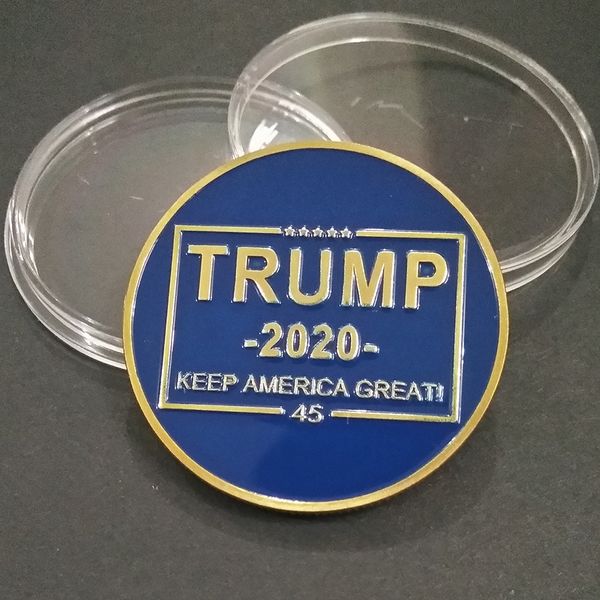 TRUMP
-2020-
KEEP AMERICA GREAT!
45